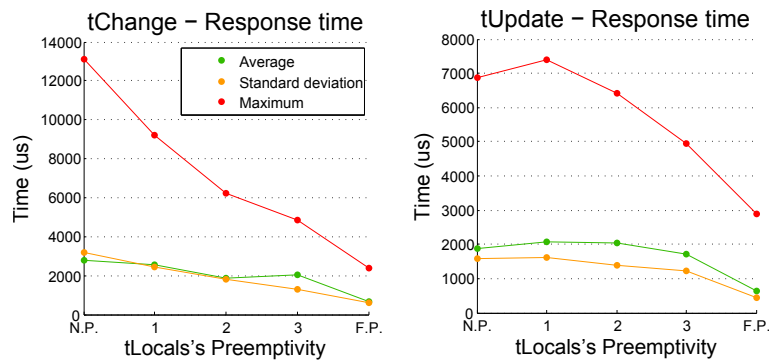 tChange − Response time
14000
12000
10000
8000
6000
4000
2000
0
Time (us)
Average
Standard deviation
Maximum
N.P. 1 2 3 F.P.
tLocals's Preemptivity
tUpdate − Response time
8000
7000
6000
5000
4000
3000
2000
1000
0
Time (us)
N.P. 1 2 3 F.P.
tLocals's Preemptivity